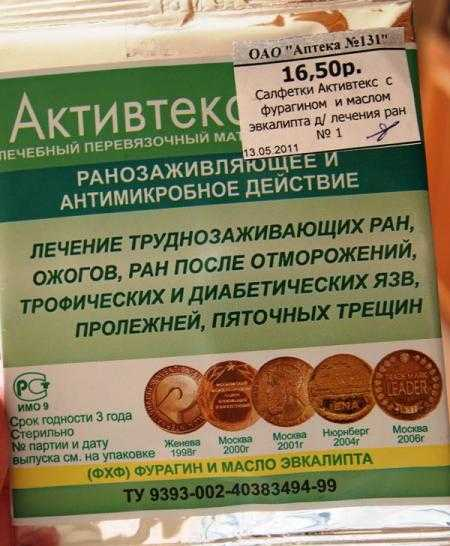 ОАО "Аптека №131"
16,50р.
Салфетки Активтекс с
фурагином и маслом
эвкалипта д/ лечения ран
№ 1
13.05.2011
Активтекс
ЛЕЧЕБНЫЙ ПЕРЕВЯЗОЧНЫЙ МАТ
РАНОЗАЖИВЛЯЮЩЕЕ И
АНТИМИКРОБНОЕ ДЕЙСТВИЕ
ЛЕЧЕНИЕ ТРУДНОЗАЖИВАЮЩИХ РАН,
ОЖОГОВ, РАН ПОСЛЕ ОТМОРОЖЕНИЙ,
ТРОФИЧЕСКИХ И ДИАБЕТИЧЕСКИХ ЯЗВ,
ПРОЛЕЖНЕЙ, ПЯТОЧНЫХ ТРЕЩИН
LEADER
ИМО 9
Срок годности 3 года
Стерильно
№ партии и дату
выпуска см. на упаковке
Женева
1998г
Москва
2000г
Москва
2001г
Нюрнберг
2004г
Москва
2006г
(ФХФ) ФУРАГИН И МАСЛО ЭВКАЛИПТА
ТУ 9393-002-40383494-99